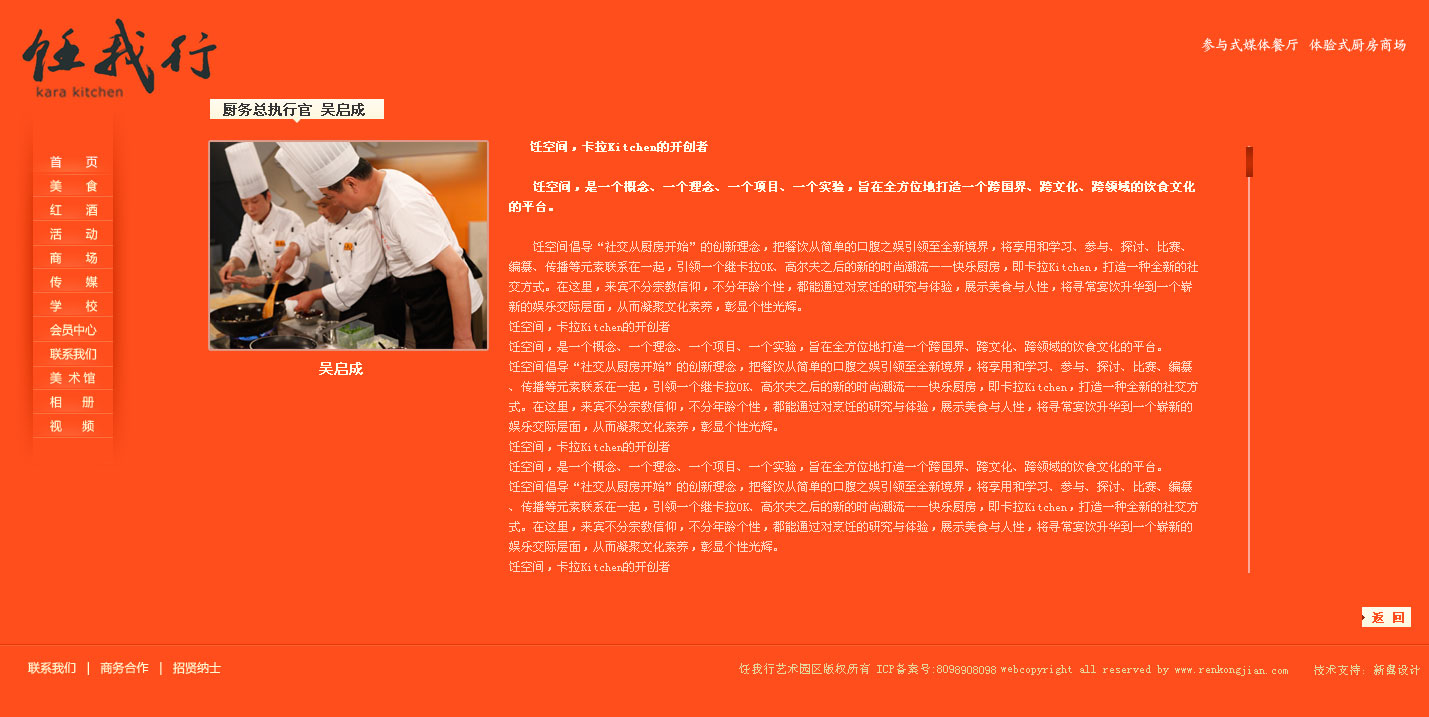 饪我行
kara kitchen
参与式媒体餐厅 体验式厨房商场
厨务总执行官 吴启成
首 页
美 食
红 酒
活 动
商 场
传 媒
学 校
会员中心
联系我们
美 术 馆
相 册
视 频
吴启成
饪空间，卡拉Kitchen的开创者
饪空间，是一个概念、一个理念、一个项目、一个实验，旨在全方位地打造一个跨国界、跨文化、跨领域的饮食文化
的平台。
饪空间倡导“社交从厨房开始”的创新理念，把餐饮从简单的口腹之娱引领至全新境界，将享用和学习、参与、探讨、比赛、
编纂、传播等元素联系在一起，引领一个继卡拉OK、高尔夫之后的新的时尚潮流——快乐厨房，即卡拉Kitchen，打造一种全新的社
交方式。在这里，来宾不分宗教信仰，不分年龄个性，都能通过对烹饪的研究与体验，展示美食与人性，将寻常宴饮升华到一个崭
新的娱乐交际层面，从而凝聚文化素养，彰显个性光辉。
饪空间，卡拉Kitchen的开创者
饪空间，是一个概念、一个理念、一个项目、一个实验，旨在全方位地打造一个跨国界、跨文化、跨领域的饮食文化的平台。
饪空间倡导“社交从厨房开始”的创新理念，把餐饮从简单的口腹之娱引领至全新境界，将享用和学习、参与、探讨、比赛、编纂
、传播等元素联系在一起，引领一个继卡拉OK、高尔夫之后的新的时尚潮流——快乐厨房，即卡拉Kitchen，打造一种全新的社交方
式。在这里，来宾不分宗教信仰，不分年龄个性，都能通过对烹饪的研究与体验，展示美食与人性，将寻常宴饮升华到一个崭新的
娱乐交际层面，从而凝聚文化素养，彰显个性光辉。
饪空间，卡拉Kitchen的开创者
饪空间，是一个概念、一个理念、一个项目、一个实验，旨在全方位地打造一个跨国界、跨文化、跨领域的饮食文化的平台。
饪空间倡导“社交从厨房开始”的创新理念，把餐饮从简单的口腹之娱引领至全新境界，将享用和学习、参与、探讨、比赛、编纂
、传播等元素联系在一起，引领一个继卡拉OK、高尔夫之后的新的时尚潮流——快乐厨房，即卡拉Kitchen，打造一种全新的社交方
式。在这里，来宾不分宗教信仰，不分年龄个性，都能通过对烹饪的研究与体验，展示美食与人性，将寻常宴饮升华到一个崭新的
娱乐交际层面，从而凝聚文化素养，彰显个性光辉。
饪空间，卡拉Kitchen的开创者
返 回
联系我们 | 商务合作 | 招贤纳士
饪我行艺术园区版权所有 ICP备案号:8098908098 webcopyright all reserved by www.renkongjian.com 技术支持: 新磊设计